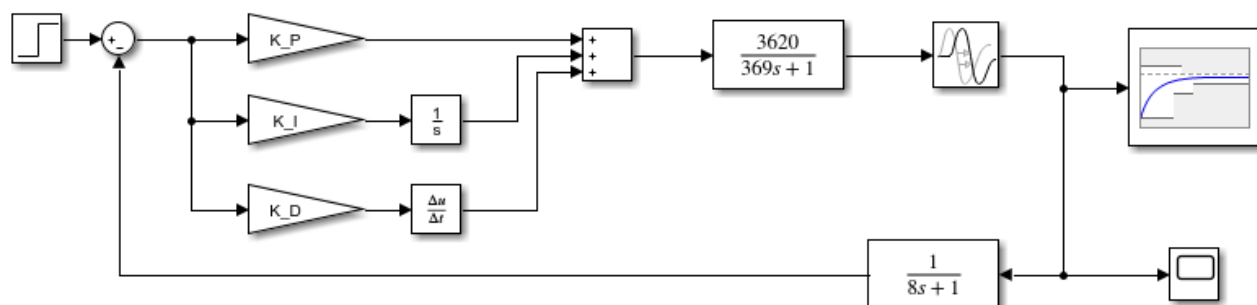 +
−
K_P
+
+
+
3620
369s + 1
K_I
1
s
K_D
Δu
Δt
1
8s + 1